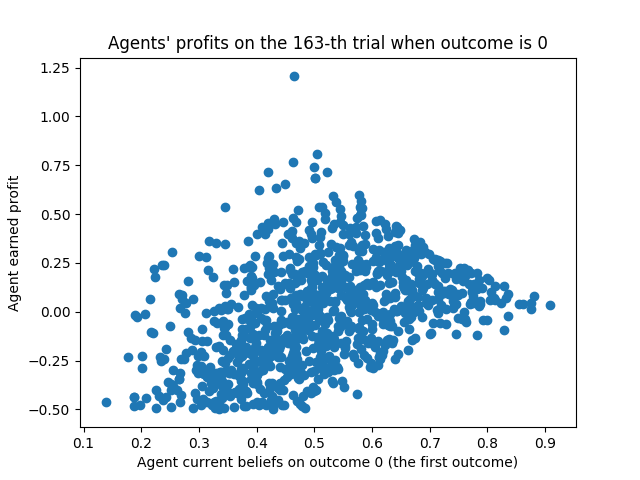 Agents' profits on the 163-th trial when outcome is 0
1.25
1.00
0.75
0.50
0.25
0.00
−0.25
−0.50
Agent earned profit
0.1 0.2 0.3 0.4 0.5 0.6 0.7 0.8 0.9
Agent current beliefs on outcome 0 (the first outcome)